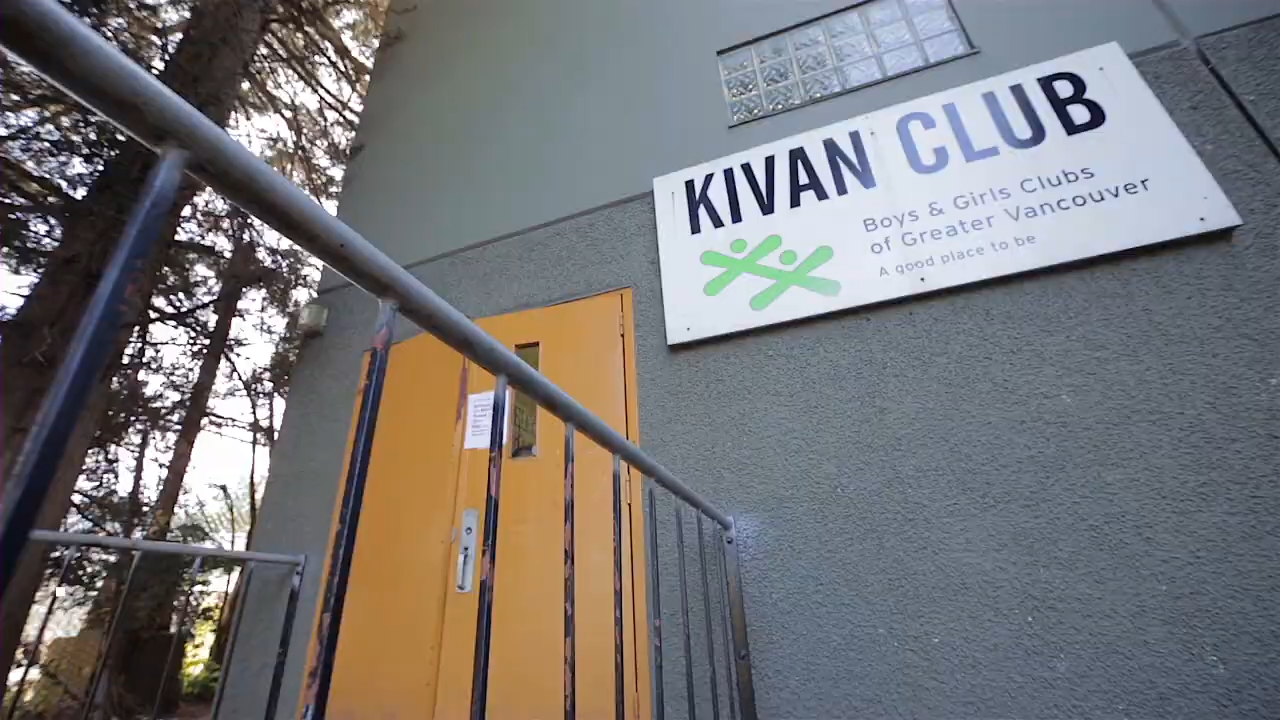 KIVAN CLUB
Boys & Girls Clubs
of Greater Vancouver
A good place to be